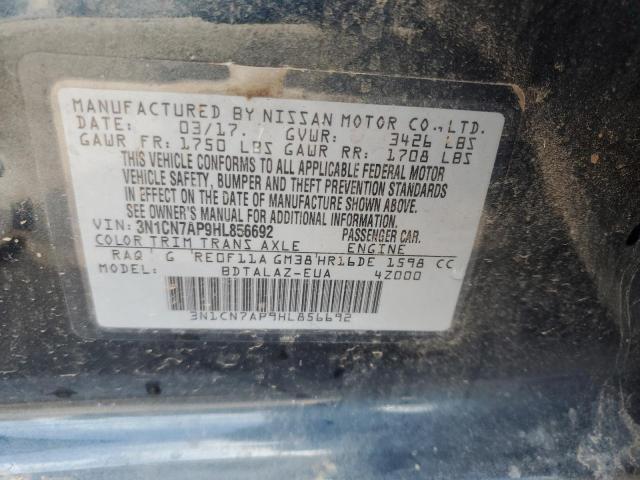 MANUFACTURED BY NISSAN MOTOR CO., LTD.
DATE: 03/17 GVWR: 3426 LBS
GAWR FR: 1750 LBS GAWR RR: 1708 LBS
THIS VEHICLE CONFORMS TO ALL APPLICABLE FEDERAL MOTOR
VEHICLE SAFETY, BUMPER AND THEFT PREVENTION STANDARDS
IN EFFECT ON THE DATE OF MANUFACTURE SHOWN ABOVE.
SEE OWNER'S MANUAL FOR ADDITIONAL INFORMATION.
VIN: 3N1CN7AP9HL856692 PASSENGER CAR.
COLOR TRIM TRANS AXLE ENGINE
RAQ G RE0F11A GM38 HR16DE 1598 CC
MODEL: BDTALAZ-EUA 4Z000
3N1CN7AP9HL856692